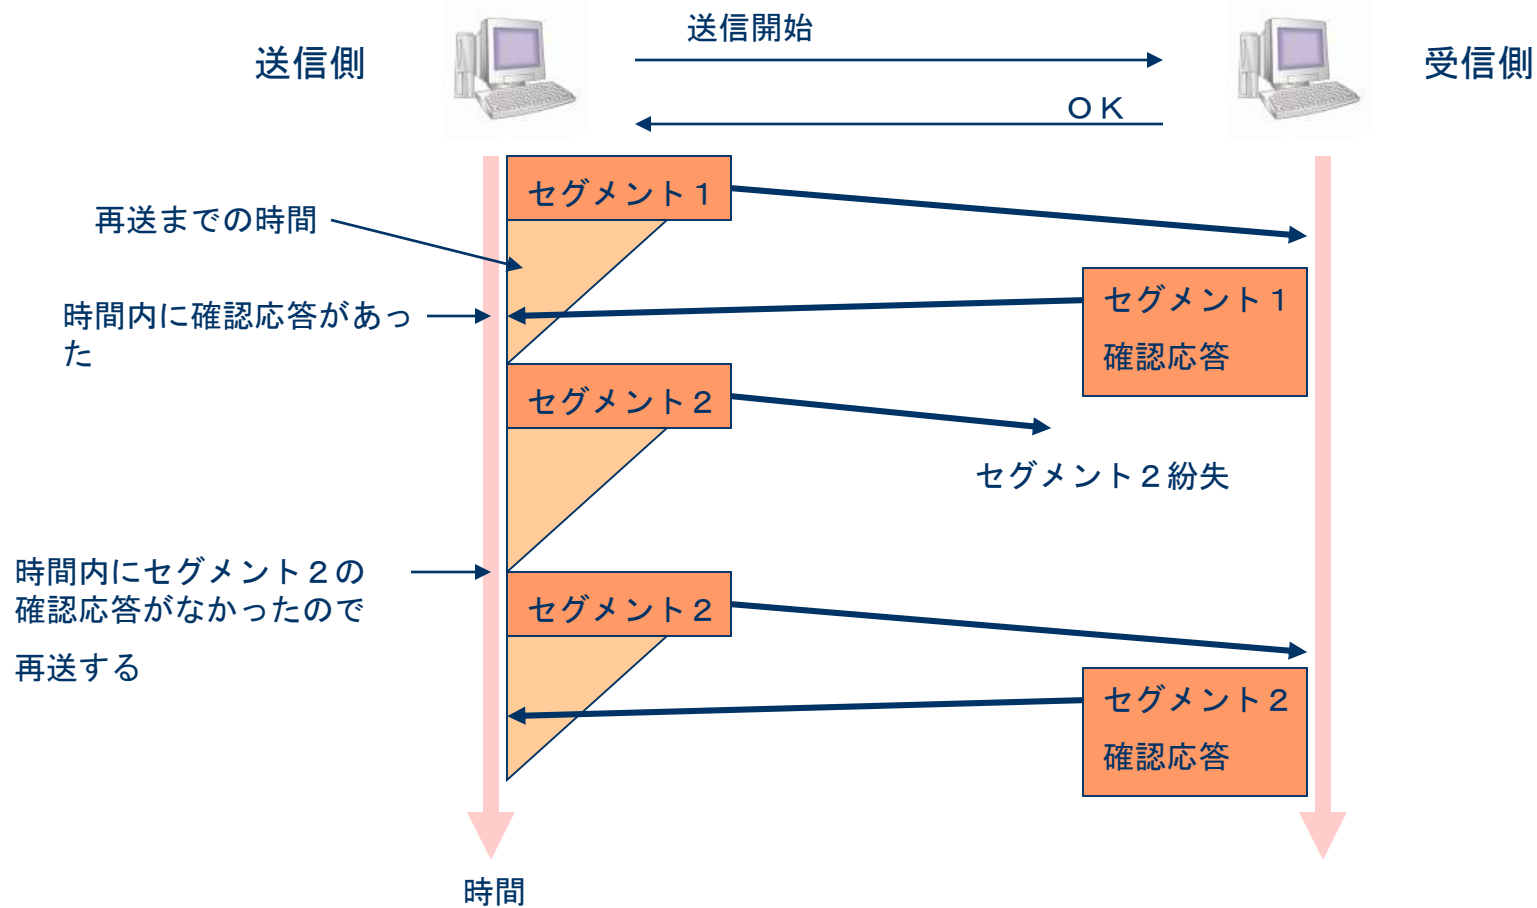 送信開始
送信側
受信側
ＯＫ
セグメント１
再送までの時間
セグメント１
確認応答
時間内に確認応答があっ
た
セグメント２
セグメント２紛失
時間内にセグメント２の
確認応答がなかったので
再送する
セグメント２
セグメント２
確認応答
時間